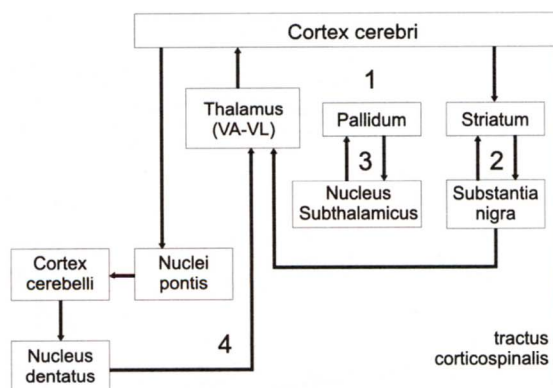 Cortex cerebri
1
Thalamus
(VA-VL)
Pallidum
Striatum
3
2
Nucleus
Subthalamicus
Substantia
nigra
Cortex
cerebelli
Nuclei
pontis
4
Nucleus
dentatus
tractus
corticospinalis